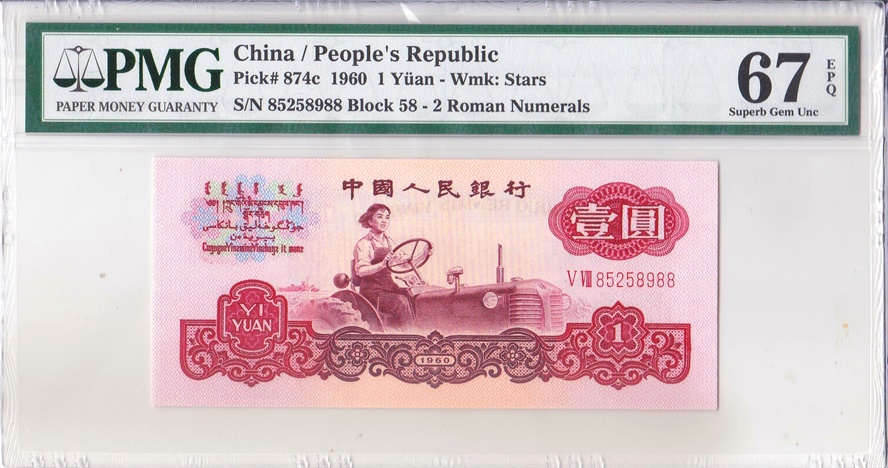 PMG
PAPER MONEY GUARANTY
China / People's Republic
Pick# 874c 1960 1 Yüan - Wmk: Stars
S/N 85258988 Block 58 - 2 Roman Numerals
67
EPQ
Superb Gem Unc
中國人民銀行
壹圓
V VIII 85258988
YI
YUAN
1960
1